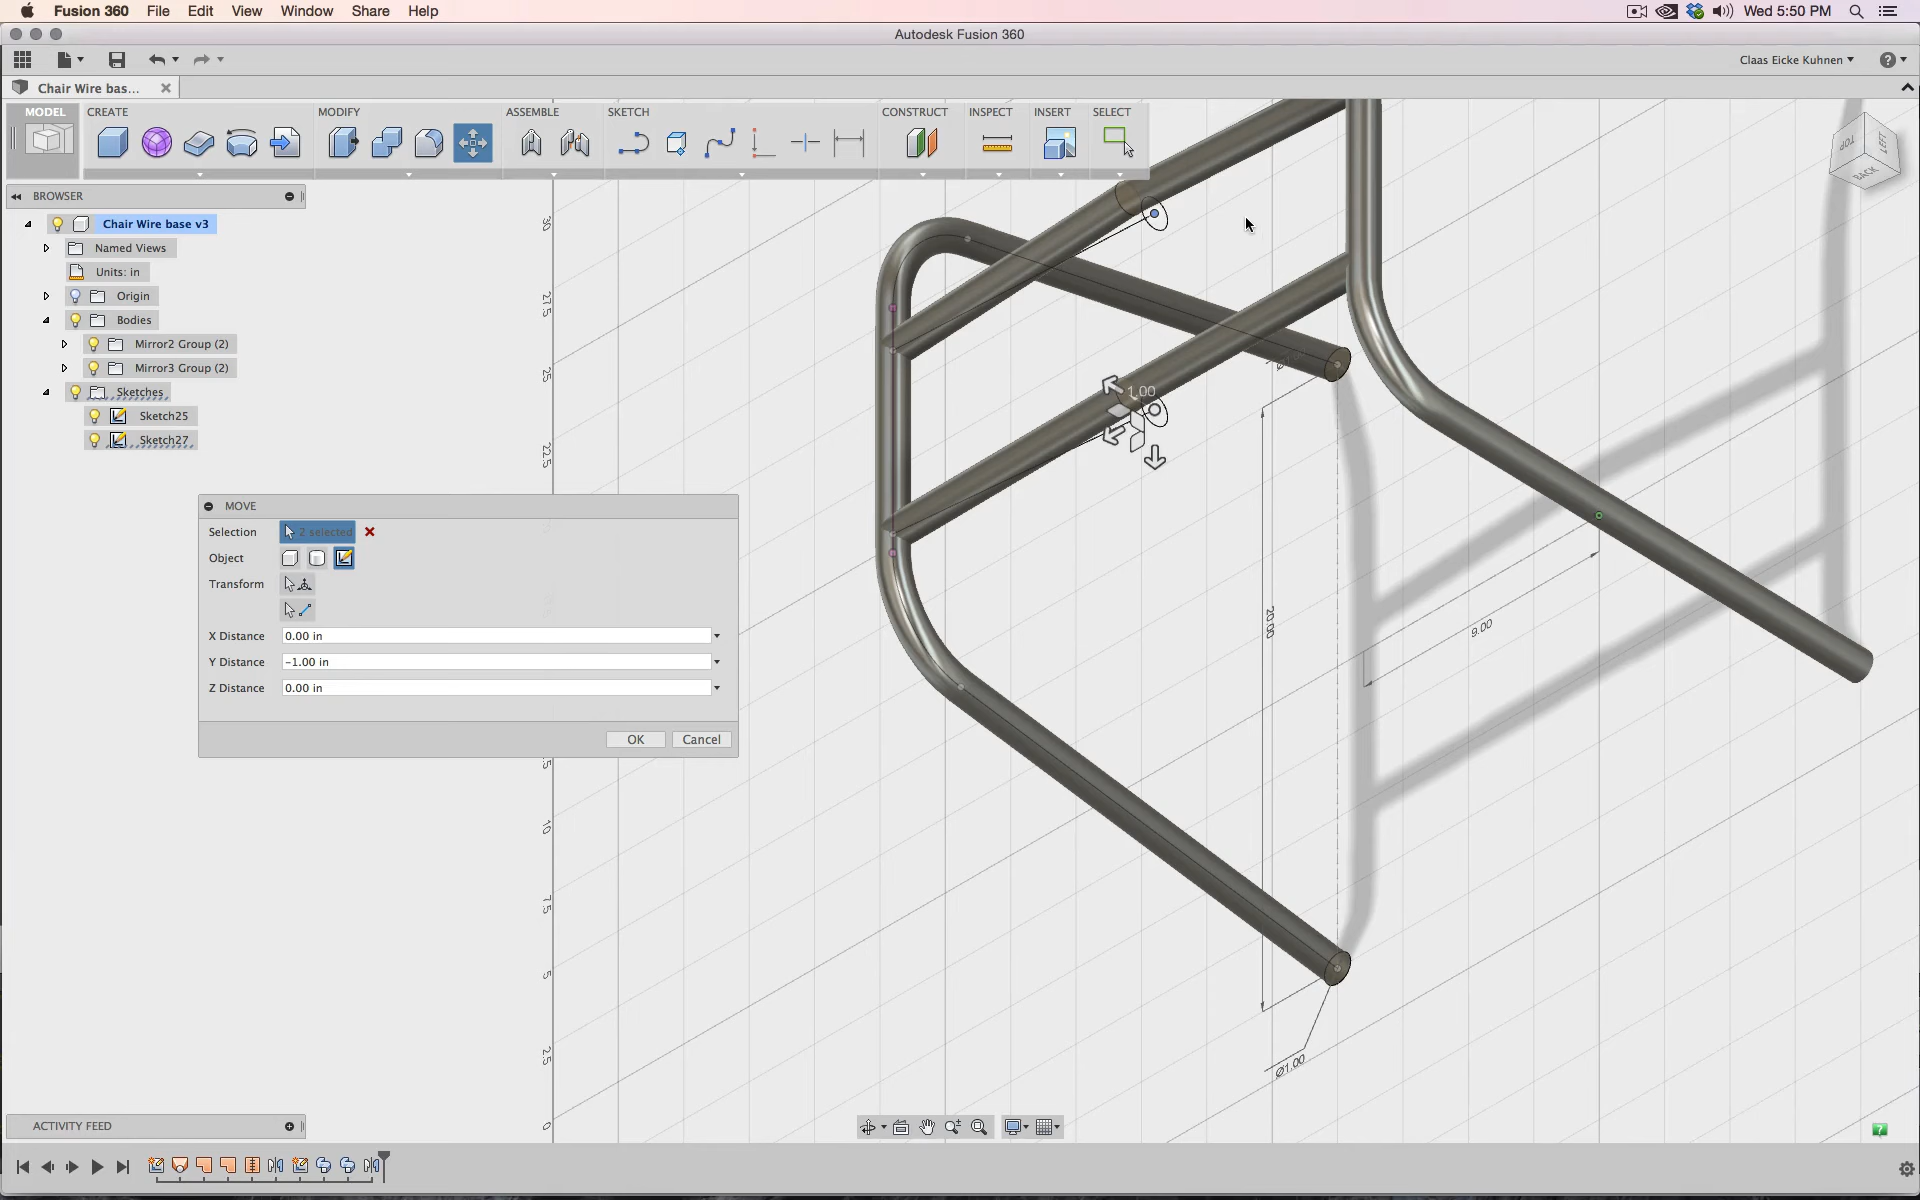 Fusion 360 File Edit View Window Share Help
Wed 5:50 PM
Autodesk Fusion 360
Claas Eicke Kuhnen
Chair Wire bas...
MODEL CREATE MODIFY ASSEMBLE SKETCH CONSTRUCT INSPECT INSERT SELECT
TOP LEFT
BACK
BROWSER
Chair Wire base v3
Named Views
Units: in
Origin
Bodies
Mirror2 Group (2)
Mirror3 Group (2)
Sketches
Sketch25
Sketch27
30
27.5
25
22.5
10
7.5
5
2.5
0
1.00
20.00
9.00
Ø1.00
MOVE
Selection 2 selected
Object
Transform
X Distance 0.00 in
Y Distance -1.00 in
Z Distance 0.00 in
OK Cancel
ACTIVITY FEED